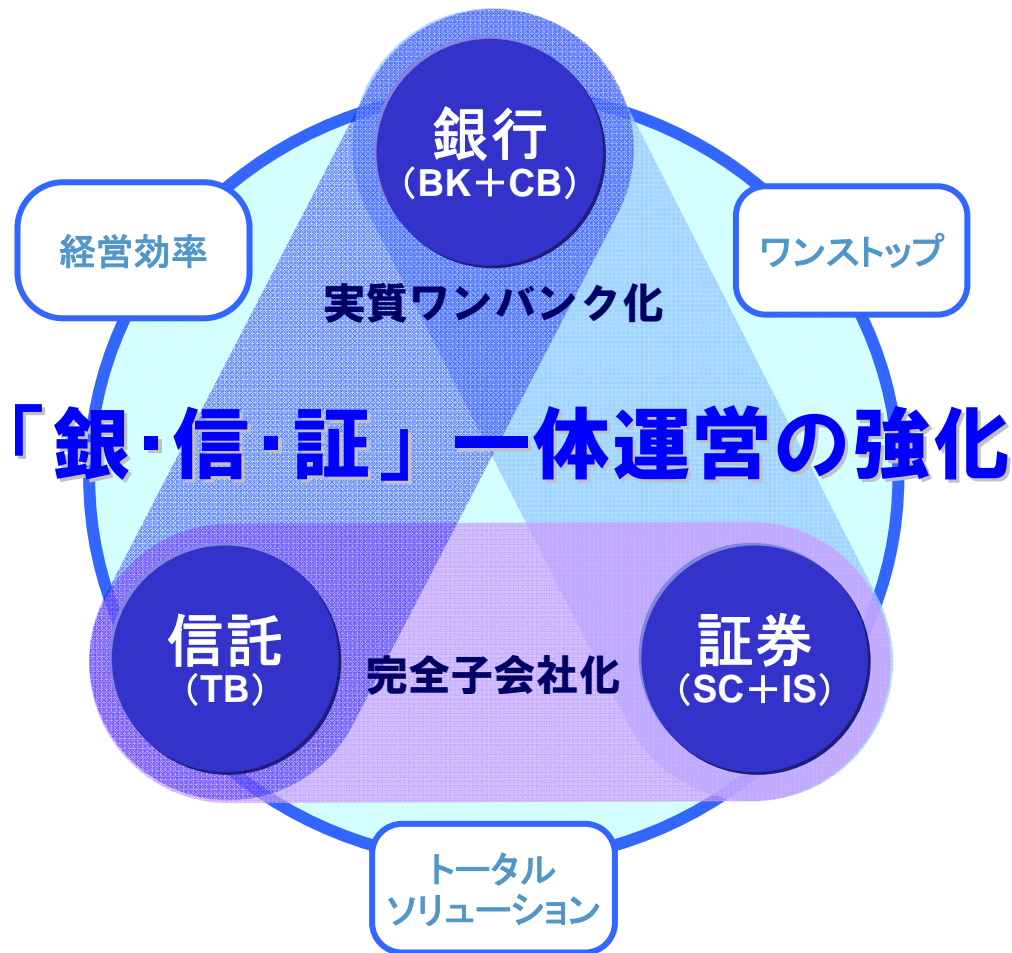 銀行
（BK＋CB）
経営効率
ワンストップ
実質ワンバンク化
「銀・信・証」一体運営の強化
信託
（TB）
完全子会社化
証券
（SC＋IS）
トータル
ソリューション